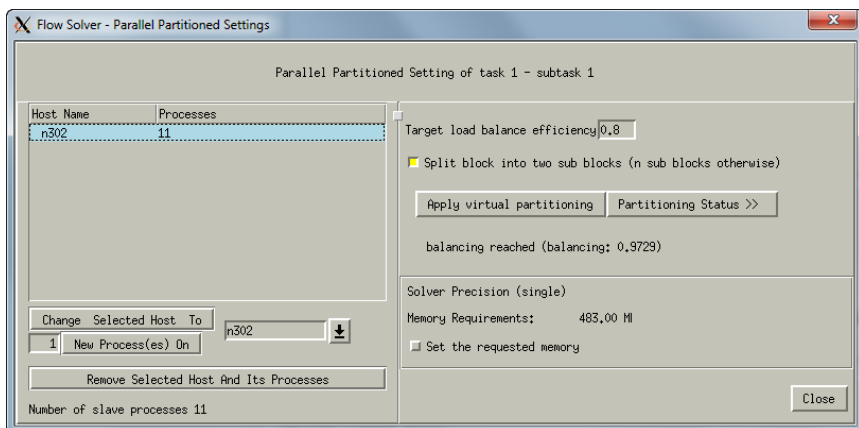 Flow Solver - Parallel Partitioned Settings
Parallel Partitioned Setting of task 1 - subtask 1
Host Name Processes
n302 11
Change Selected Host To
n302
1 New Process(es) On
Remove Selected Host And Its Processes
Number of slave processes 11
Target load balance efficiency 0.8
Split block into two sub blocks (n sub blocks otherwise)
Apply virtual partitioning Partitioning Status >>
balancing reached (balancing: 0.9729)
Solver Precision (single)
Memory Requirements: 483.00 MB
Set the requested memory
Close